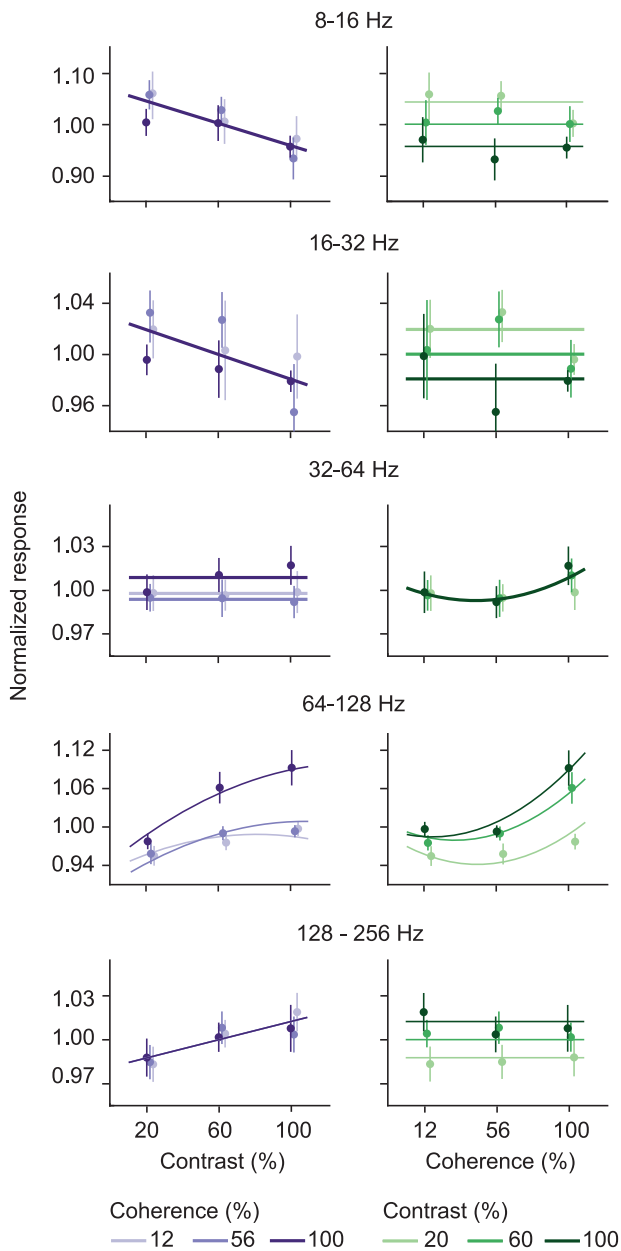 8-16 Hz
1.10
1.00
0.90
16-32 Hz
1.04
1.00
0.96
32-64 Hz
1.03
1.00
0.97
Normalized response
64-128 Hz
1.12
1.06
1.00
0.94
128 - 256 Hz
1.03
1.00
0.97
20 60 100 12 56 100
Contrast (%) Coherence (%)
Coherence (%) Contrast (%)
12 56 100 20 60 100